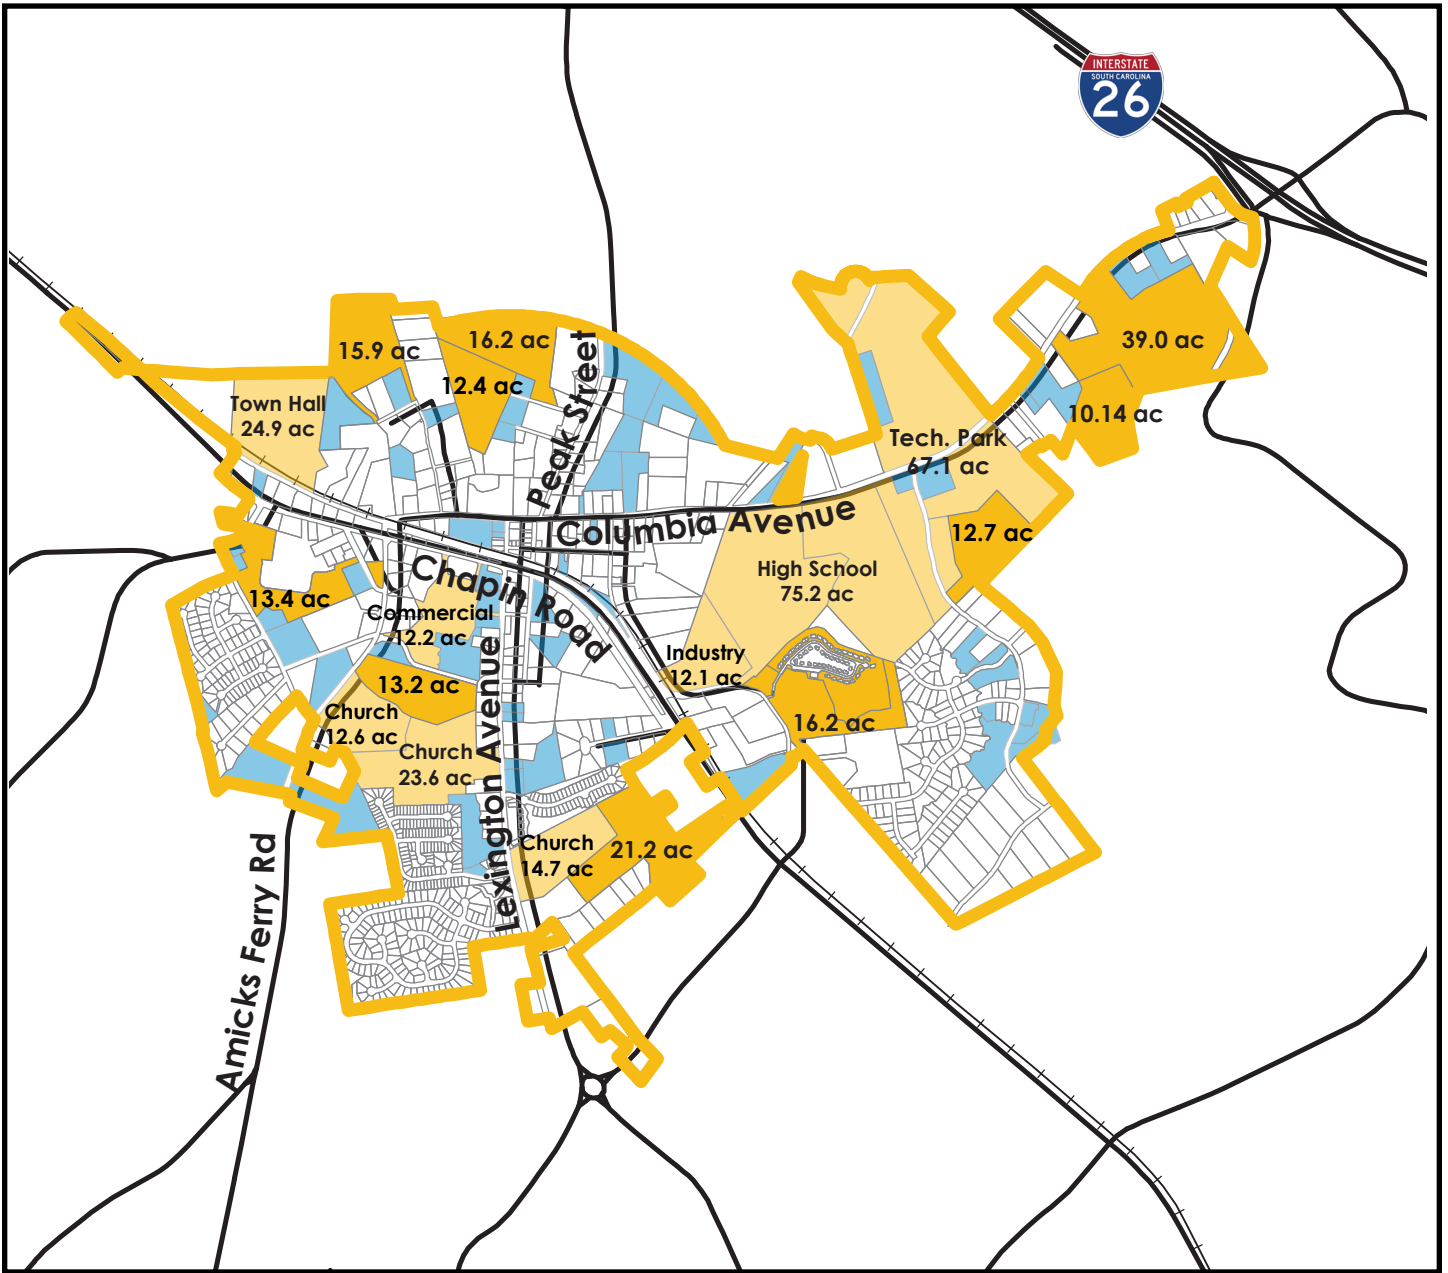 INTERSTATE
SOUTH CAROLINA
26
39.0 ac
16.2 ac
15.9 ac
12.4 ac
Peak Street
Town Hall
24.9 ac
10.14 ac
Tech. Park
67.1 ac
Columbia Avenue
12.7 ac
High School
75.2 ac
Chapin Road
13.4 ac
Commercial
12.2 ac
Industry
12.1 ac
13.2 ac
Church
12.6 ac
16.2 ac
Church
23.6 ac
Lexington Avenue
Church
14.7 ac
21.2 ac
Amicks Ferry Rd